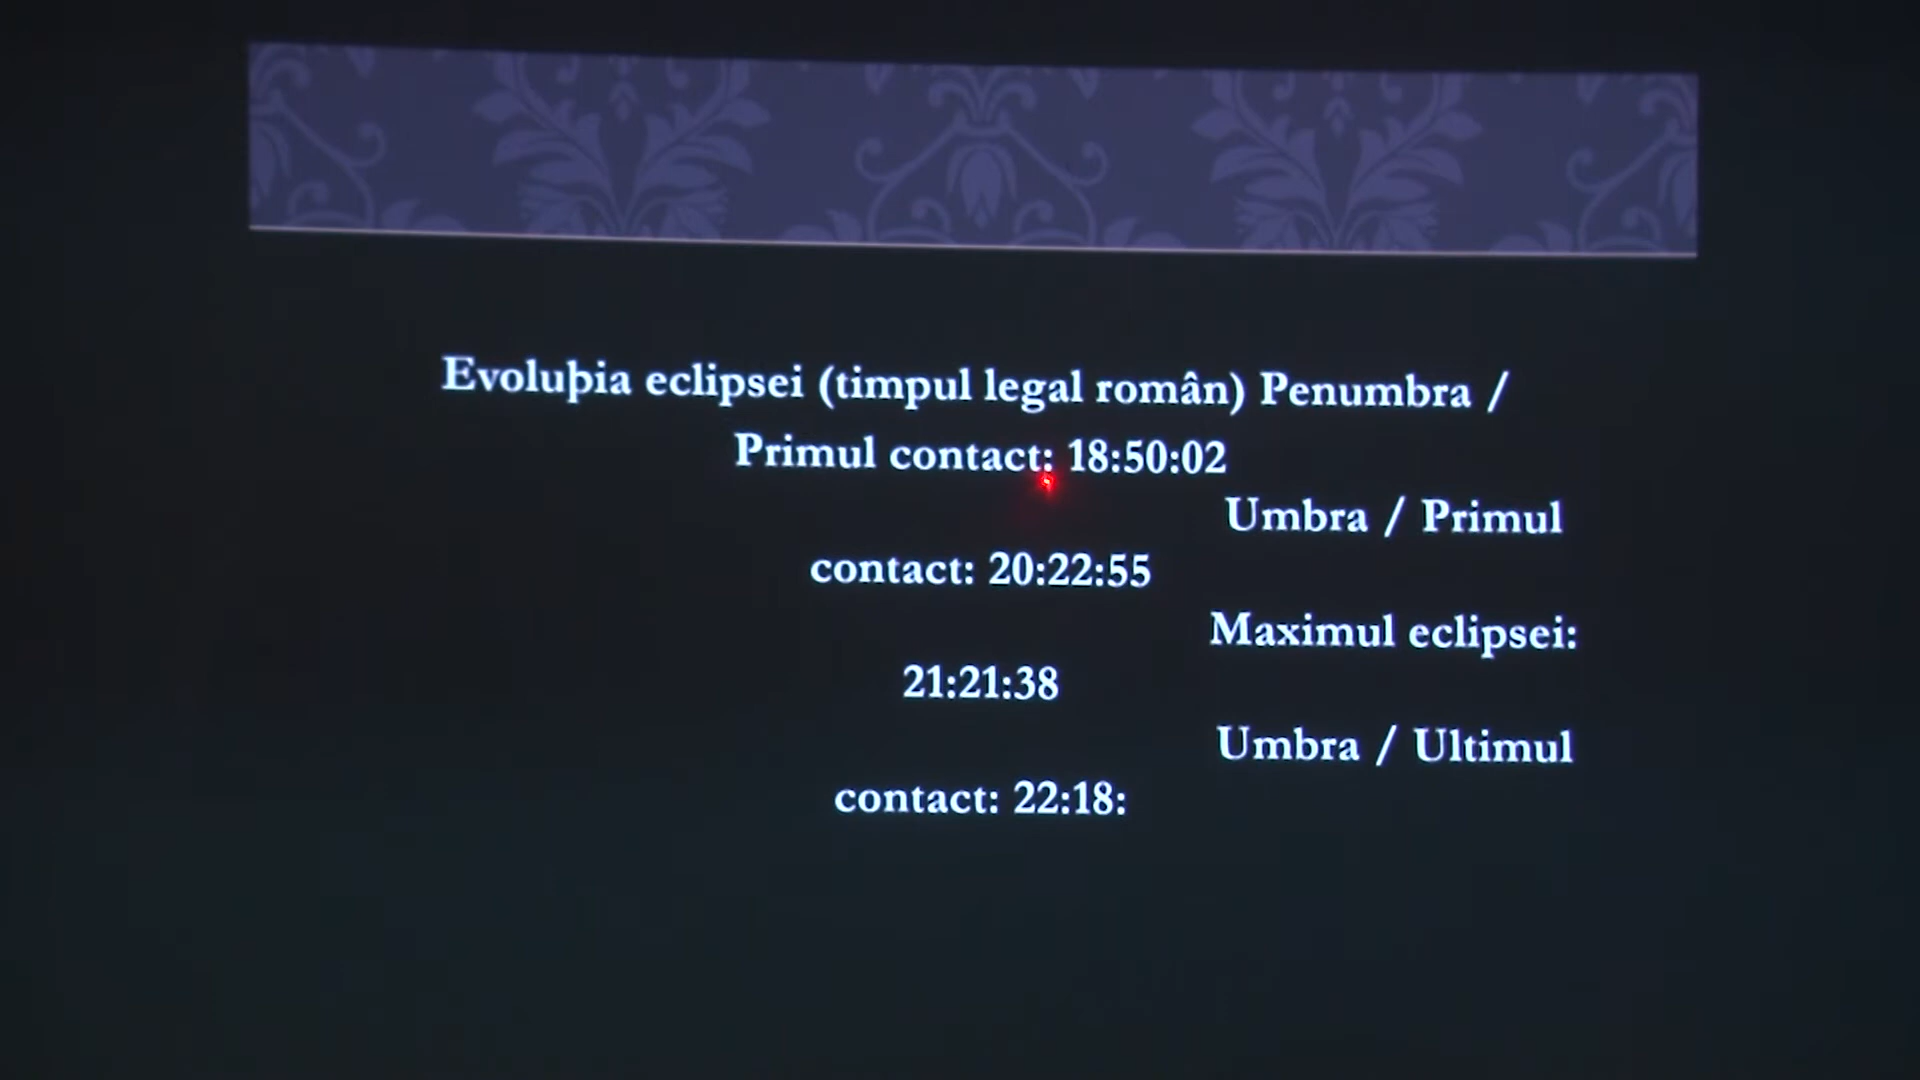 Evoluþia eclipsei (timpul legal român) Penumbra /
Primul contact: 18:50:02
Umbra / Primul
contact: 20:22:55
Maximul eclipsei:
21:21:38
Umbra / Ultimul
contact: 22:18: